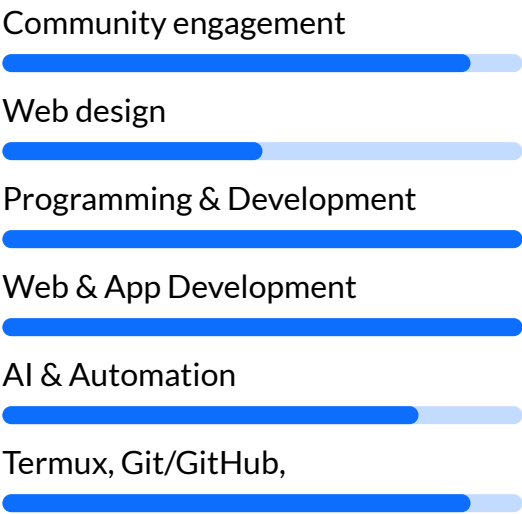 Community engagement
Web design
Programming & Development
Web & App Development
AI & Automation
Termux, Git/GitHub,